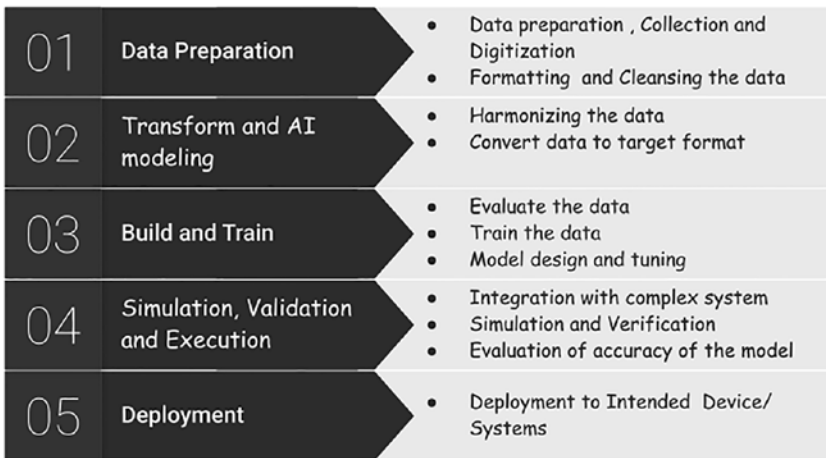 01
Data Preparation
• Data preparation , Collection and
Digitization
• Formatting and Cleansing the data
02
Transform and AI
modeling
• Harmonizing the data
• Convert data to target format
03
Build and Train
• Evaluate the data
• Train the data
• Model design and tuning
04
Simulation, Validation
and Execution
• Integration with complex system
• Simulation and Verification
• Evaluation of accuracy of the model
05
Deployment
• Deployment to Intended Device/
Systems